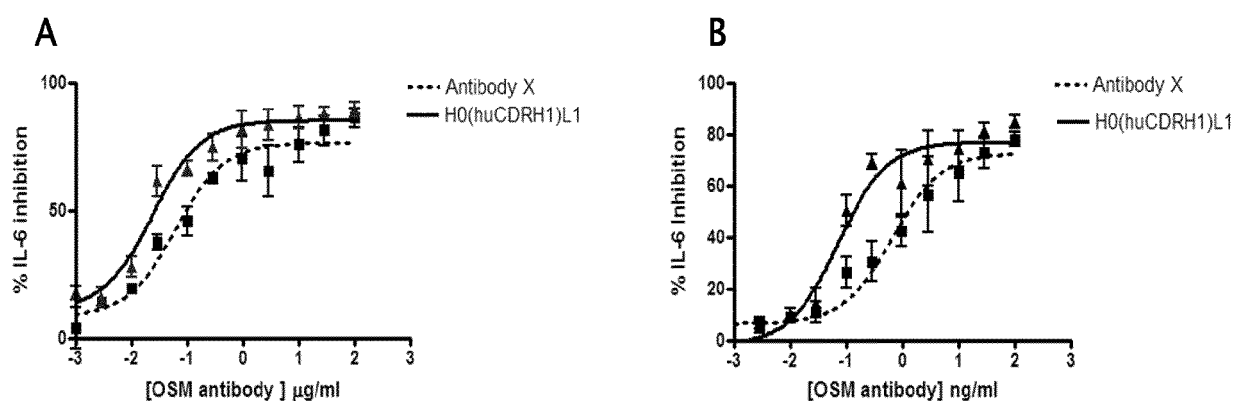 A
% IL-6 inhibition
100
50
0
-3 -2 -1 0 1 2 3
[OSM antibody ] µg/ml
Antibody X
H0(huCDRH1)L1
B
% IL-6 Inhibition
100
80
60
40
20
0
-3 -2 -1 0 1 2 3
[OSM antibody] ng/ml
Antibody X
H0(huCDRH1)L1